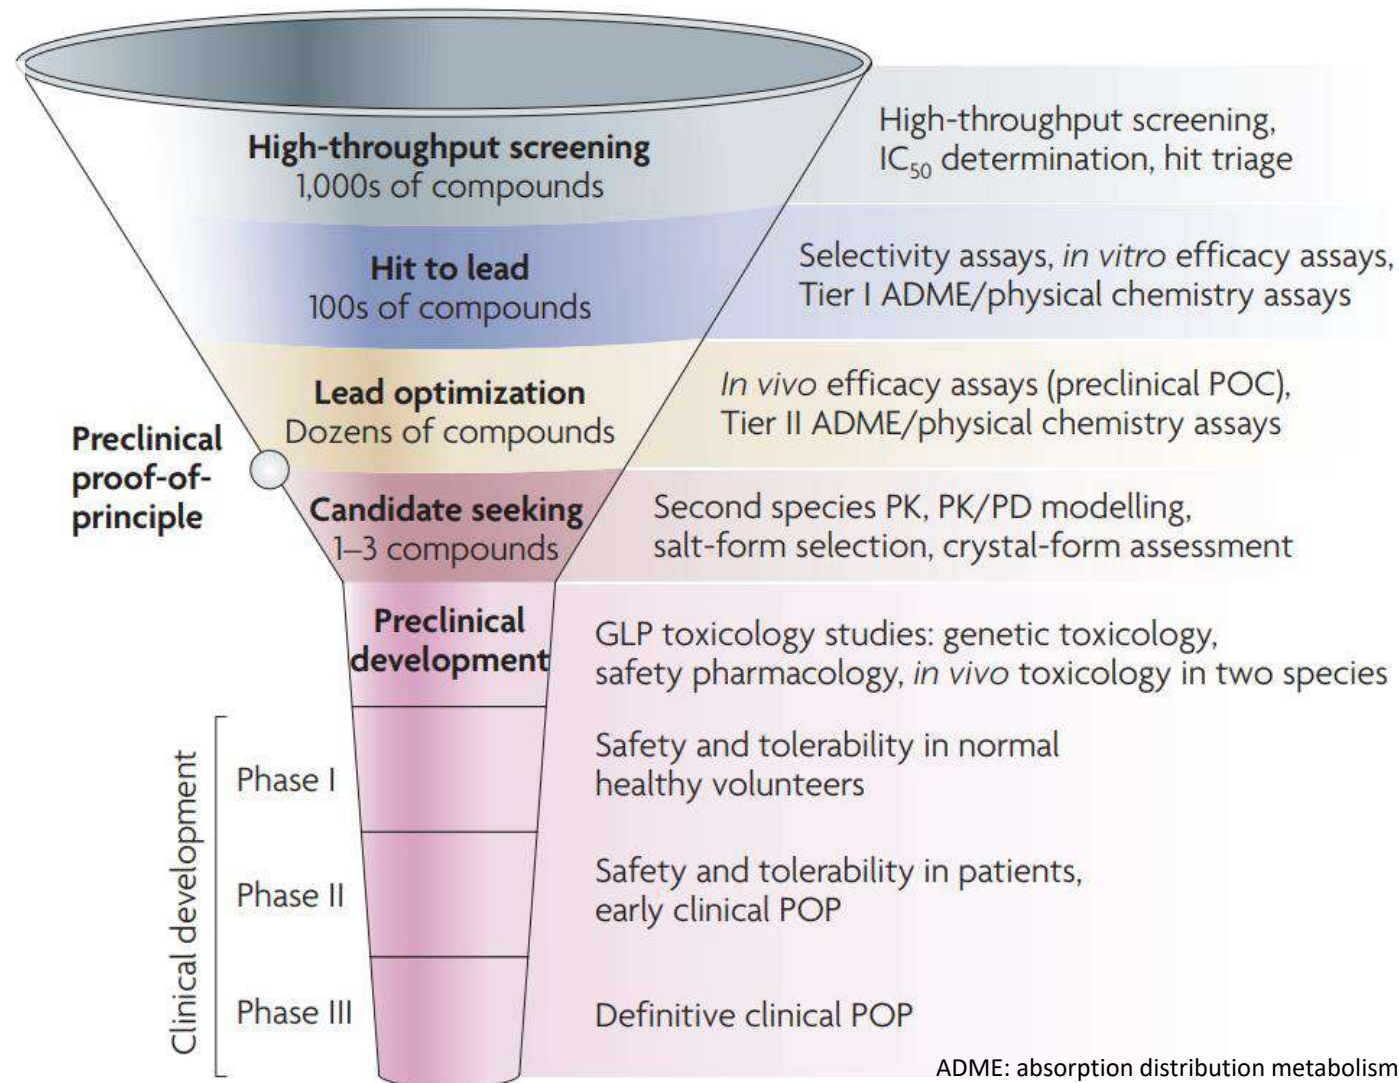 High-throughput screening
1,000s of compounds
High-throughput screening,
IC50 determination, hit triage
Hit to lead
100s of compounds
Selectivity assays, in vitro efficacy assays,
Tier I ADME/physical chemistry assays
Lead optimization
Dozens of compounds
In vivo efficacy assays (preclinical POC),
Tier II ADME/physical chemistry assays
Preclinical
proof-of-
principle
Candidate seeking
1–3 compounds
Second species PK, PK/PD modelling,
salt-form selection, crystal-form assessment
Preclinical
development
GLP toxicology studies: genetic toxicology,
safety pharmacology, in vivo toxicology in two species
Clinical development
Phase I
Safety and tolerability in normal
healthy volunteers
Phase II
Safety and tolerability in patients,
early clinical POP
Phase III
Definitive clinical POP
ADME: absorption distribution metabolism